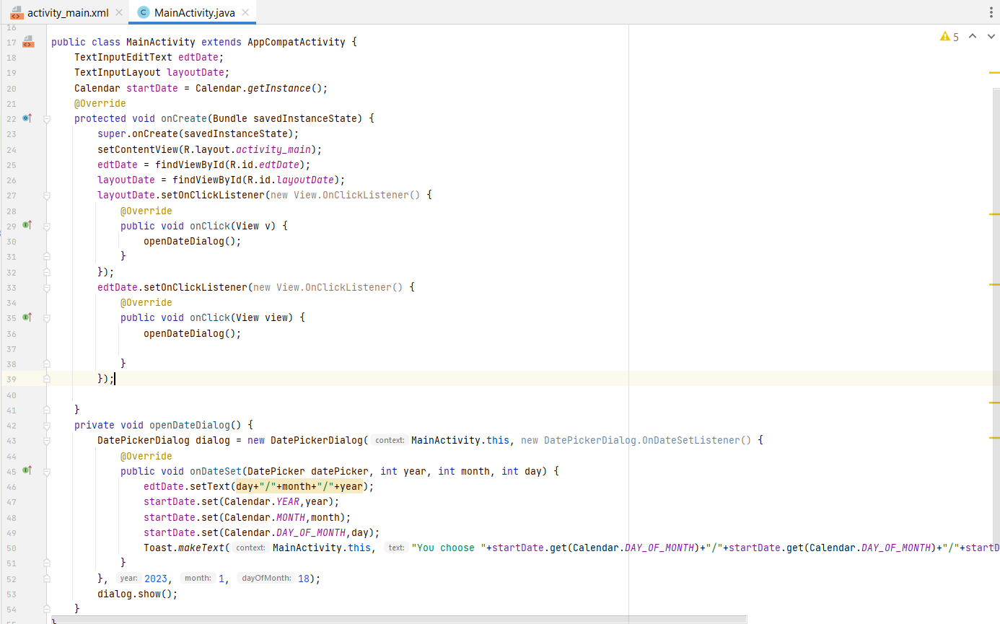 activity_main.xml MainActivity.java
16
17 public class MainActivity extends AppCompatActivity { 5
18 TextInputEditText edtDate;
19 TextInputLayout layoutDate;
20 Calendar startDate = Calendar.getInstance();
21 @Override
22 protected void onCreate(Bundle savedInstanceState) {
23 super.onCreate(savedInstanceState);
24 setContentView(R.layout.activity_main);
25 edtDate = findViewById(R.id.edtDate);
26 layoutDate = findViewById(R.id.layoutDate);
27 layoutDate.setOnClickListener(new View.OnClickListener() {
28 @Override
29 public void onClick(View v) {
30 openDateDialog();
31 }
32 });
33 edtDate.setOnClickListener(new View.OnClickListener() {
34 @Override
35 public void onClick(View view) {
36 openDateDialog();
37
38 }
39 });
40
41 }
42 private void openDateDialog() {
43 DatePickerDialog dialog = new DatePickerDialog( context: MainActivity.this, new DatePickerDialog.OnDateSetListener() {
44 @Override
45 public void onDateSet(DatePicker datePicker, int year, int month, int day) {
46 edtDate.setText(day+"/"+month+"/"+year);
47 startDate.set(Calendar.YEAR,year);
48 startDate.set(Calendar.MONTH,month);
49 startDate.set(Calendar.DAY_OF_MONTH,day);
50 Toast.makeText( context: MainActivity.this, text: "You choose "+startDate.get(Calendar.DAY_OF_MONTH)+"/"+startDate.get(Calendar.DAY_OF_MONTH)+"/"+startD
51 }
52 }, year: 2023, month: 1, dayOfMonth: 18);
53 dialog.show();
54 }
55 }